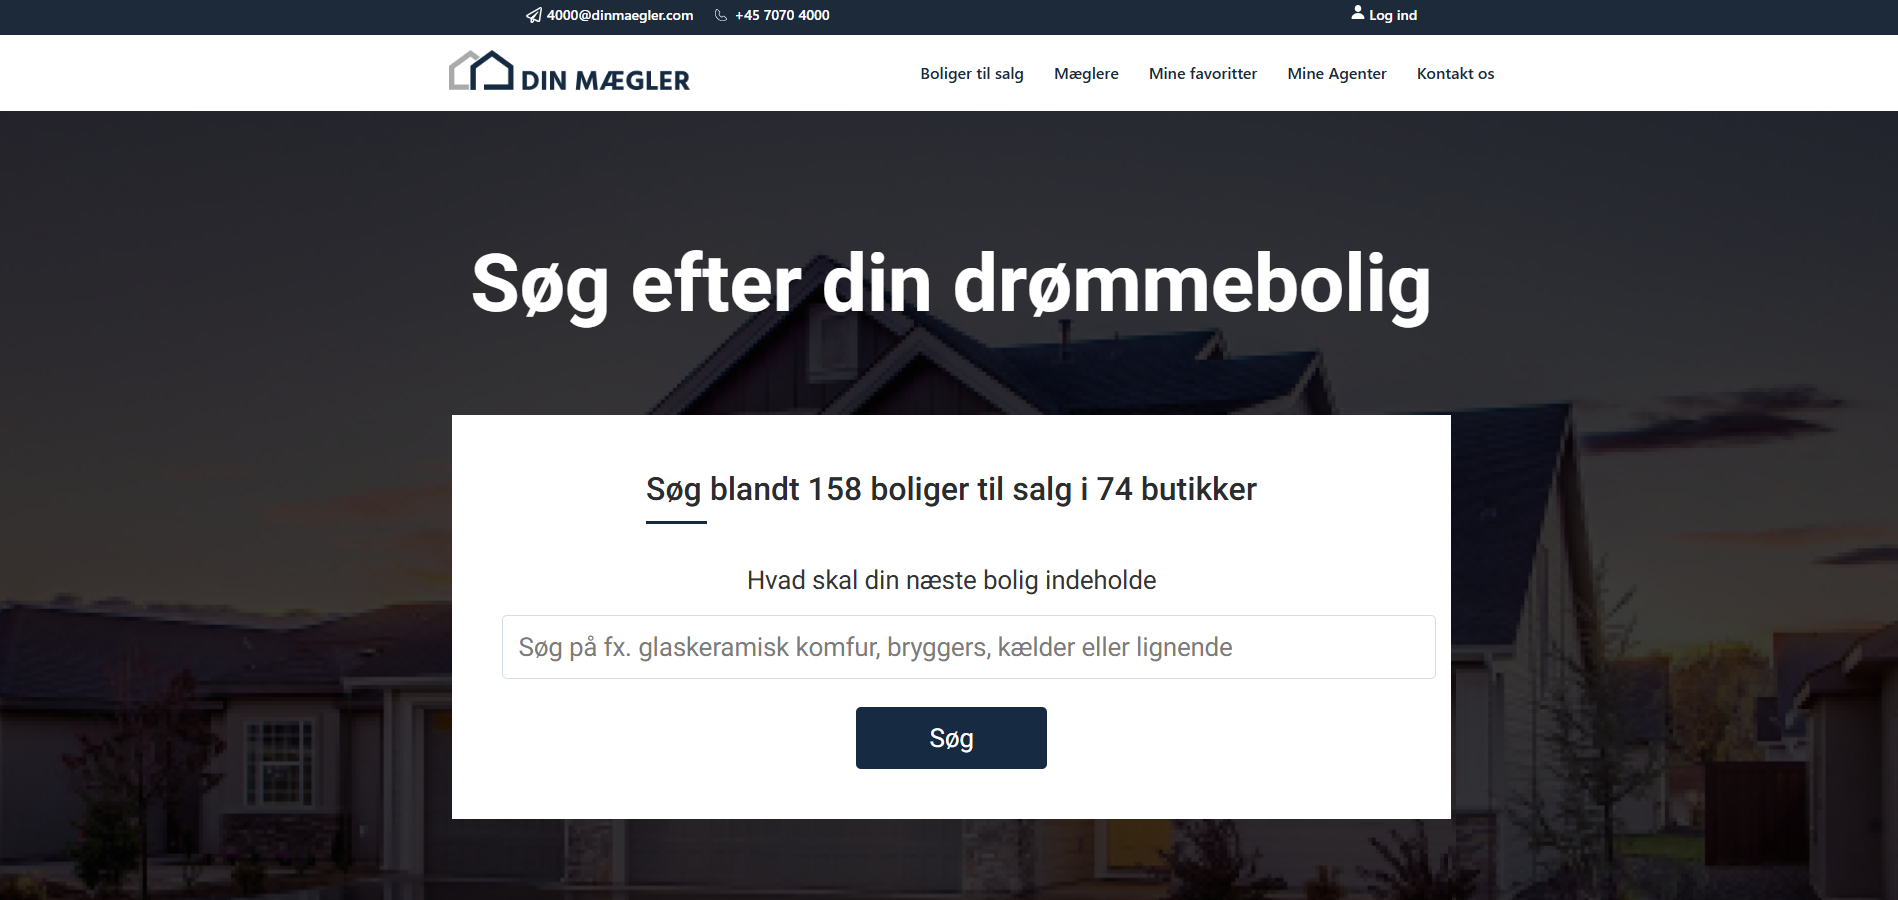 4000@dinmaegler.com +45 7070 4000 Log ind
DIN MÆGLER Boliger til salg Mæglere Mine favoritter Mine Agenter Kontakt os
Søg efter din drømmebolig
Søg blandt 158 boliger til salg i 74 butikker
Hvad skal din næste bolig indeholde
Søg på fx. glaskeramisk komfur, bryggers, kælder eller lignende
Søg